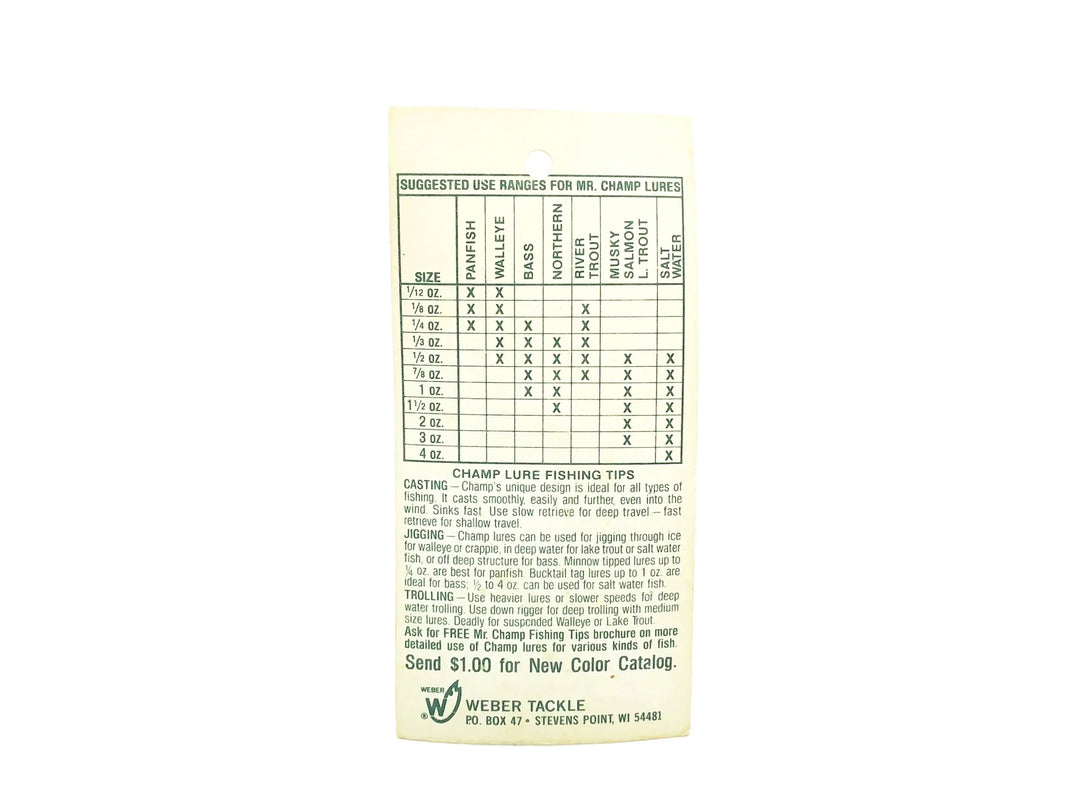 SUGGESTED USE RANGES FOR MR. CHAMP LURES
SIZE PANFISH WALLEYE BASS NORTHERN RIVER TROUT MUSKY SALMON L. TROUT SALT WATER
1/12 OZ. X X
1/8 OZ. X X X
1/4 OZ. X X X X
1/3 OZ. X X X X
1/2 OZ. X X X X X X
7/8 OZ. X X X X X
1 OZ. X X X X
1 1/2 OZ. X X X
2 OZ. X X
3 OZ. X X
4 OZ. X
CHAMP LURE FISHING TIPS
CASTING — Champ's unique design is ideal for all types of
fishing. It casts smoothly, easily and further, even into the
wind. Sinks fast. Use slow retrieve for deep travel — fast
retrieve for shallow travel.
JIGGING — Champ lures can be used for jigging through ice
for walleye or crappie, in deep water for lake trout or salt water
fish, or off deep structure for bass. Minnow tipped lures up to
¼ oz. are best for panfish. Bucktail tag lures up to 1 oz. are
ideal for bass; ½ to 4 oz. can be used for salt water fish.
TROLLING — Use heavier lures or slower speeds for deep
water trolling. Use down rigger for deep trolling with medium
size lures. Deadly for suspended Walleye or Lake Trout.
Ask for FREE Mr. Champ Fishing Tips brochure on more
detailed use of Champ lures for various kinds of fish.
Send $1.00 for New Color Catalog.
WEBER
W ®
WEBER TACKLE
P.O. BOX 47 • STEVENS POINT, WI 54481